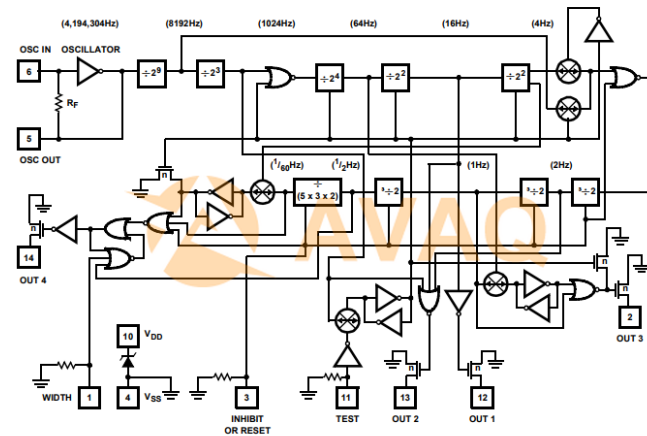 (4,194,304Hz) (8192Hz) (1024Hz) (64Hz) (16Hz) (4Hz)
OSC IN OSCILLATOR
6 ÷2⁹ ÷2³ ÷2⁴ ÷2² ÷2²
R_F
5
OSC OUT
(¹/₆₀Hz) (¹/₂Hz) (1Hz) (2Hz)
n
÷
(5 x 3 x 2)
³÷2 ³÷2 ³÷2
AVAQ
n
14
OUT 4
n
n
2
OUT 3
10 V_DD
n n
WIDTH 1 4 V_SS 3 11 13 12
INHIBIT
OR RESET
TEST OUT 2 OUT 1